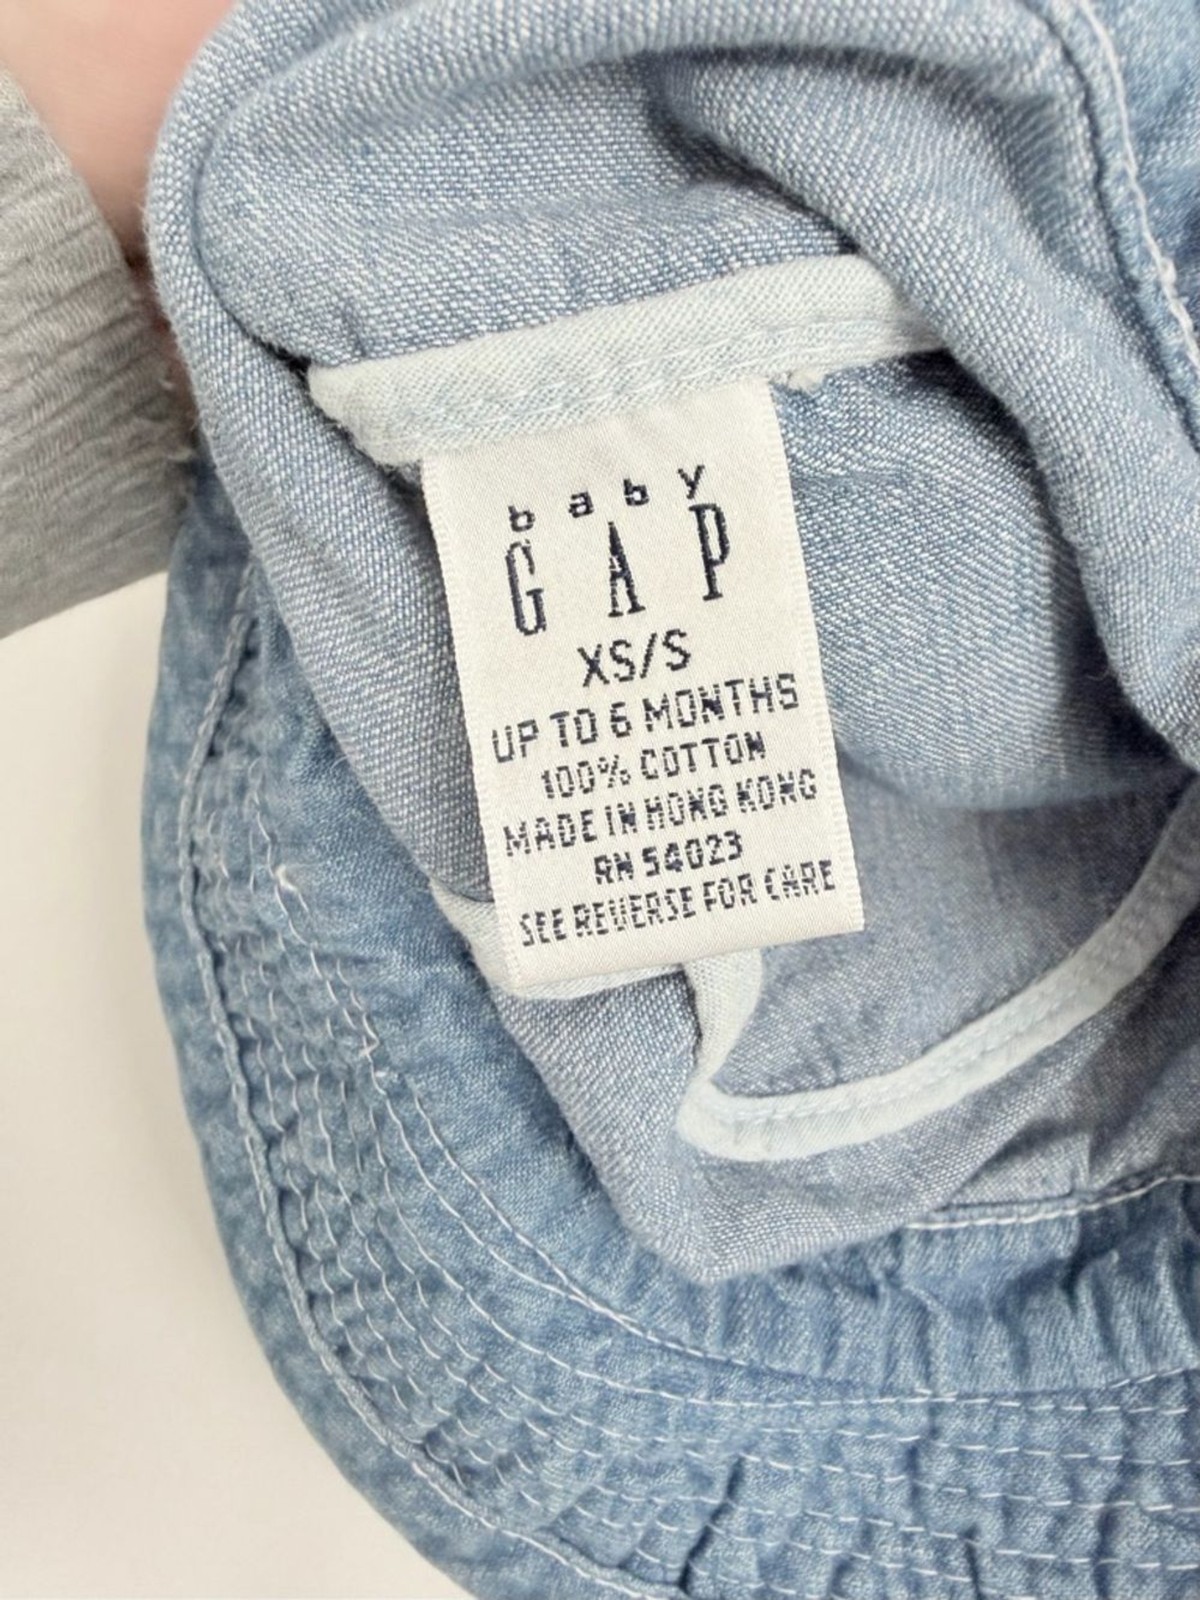 baby
GAP
XS/S
UP TO 6 MONTHS
100% COTTON
MADE IN HONG KONG
RN 54023
SEE REVERSE FOR CARE